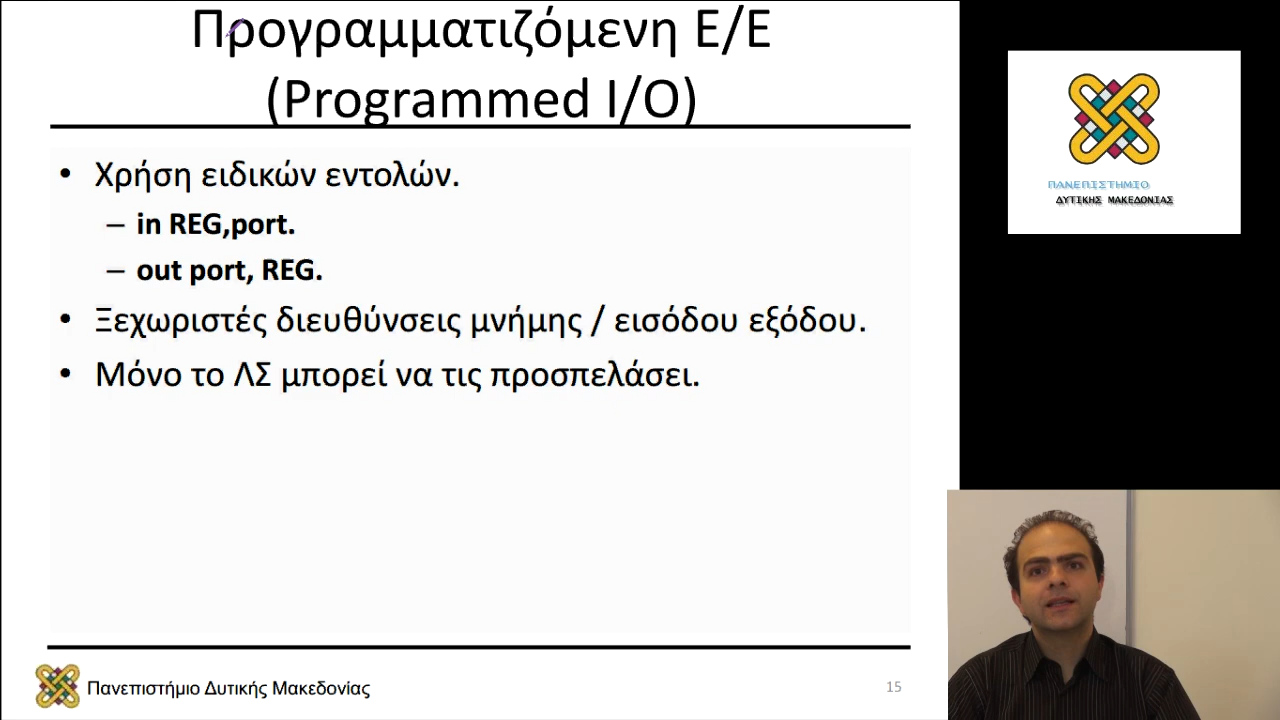 Προγραμματιζόμενη Ε/Ε
(Programmed I/O)
• Χρήση ειδικών εντολών.
– in REG,port.
– out port, REG.
• Ξεχωριστές διευθύνσεις μνήμης / εισόδου εξόδου.
• Μόνο το ΛΣ μπορεί να τις προσπελάσει.
Πανεπιστήμιο Δυτικής Μακεδονίας
15
ΠΑΝΕΠΙΣΤΗΜΙΟ
ΔΥΤΙΚΗΣ ΜΑΚΕΔΟΝΙΑΣ